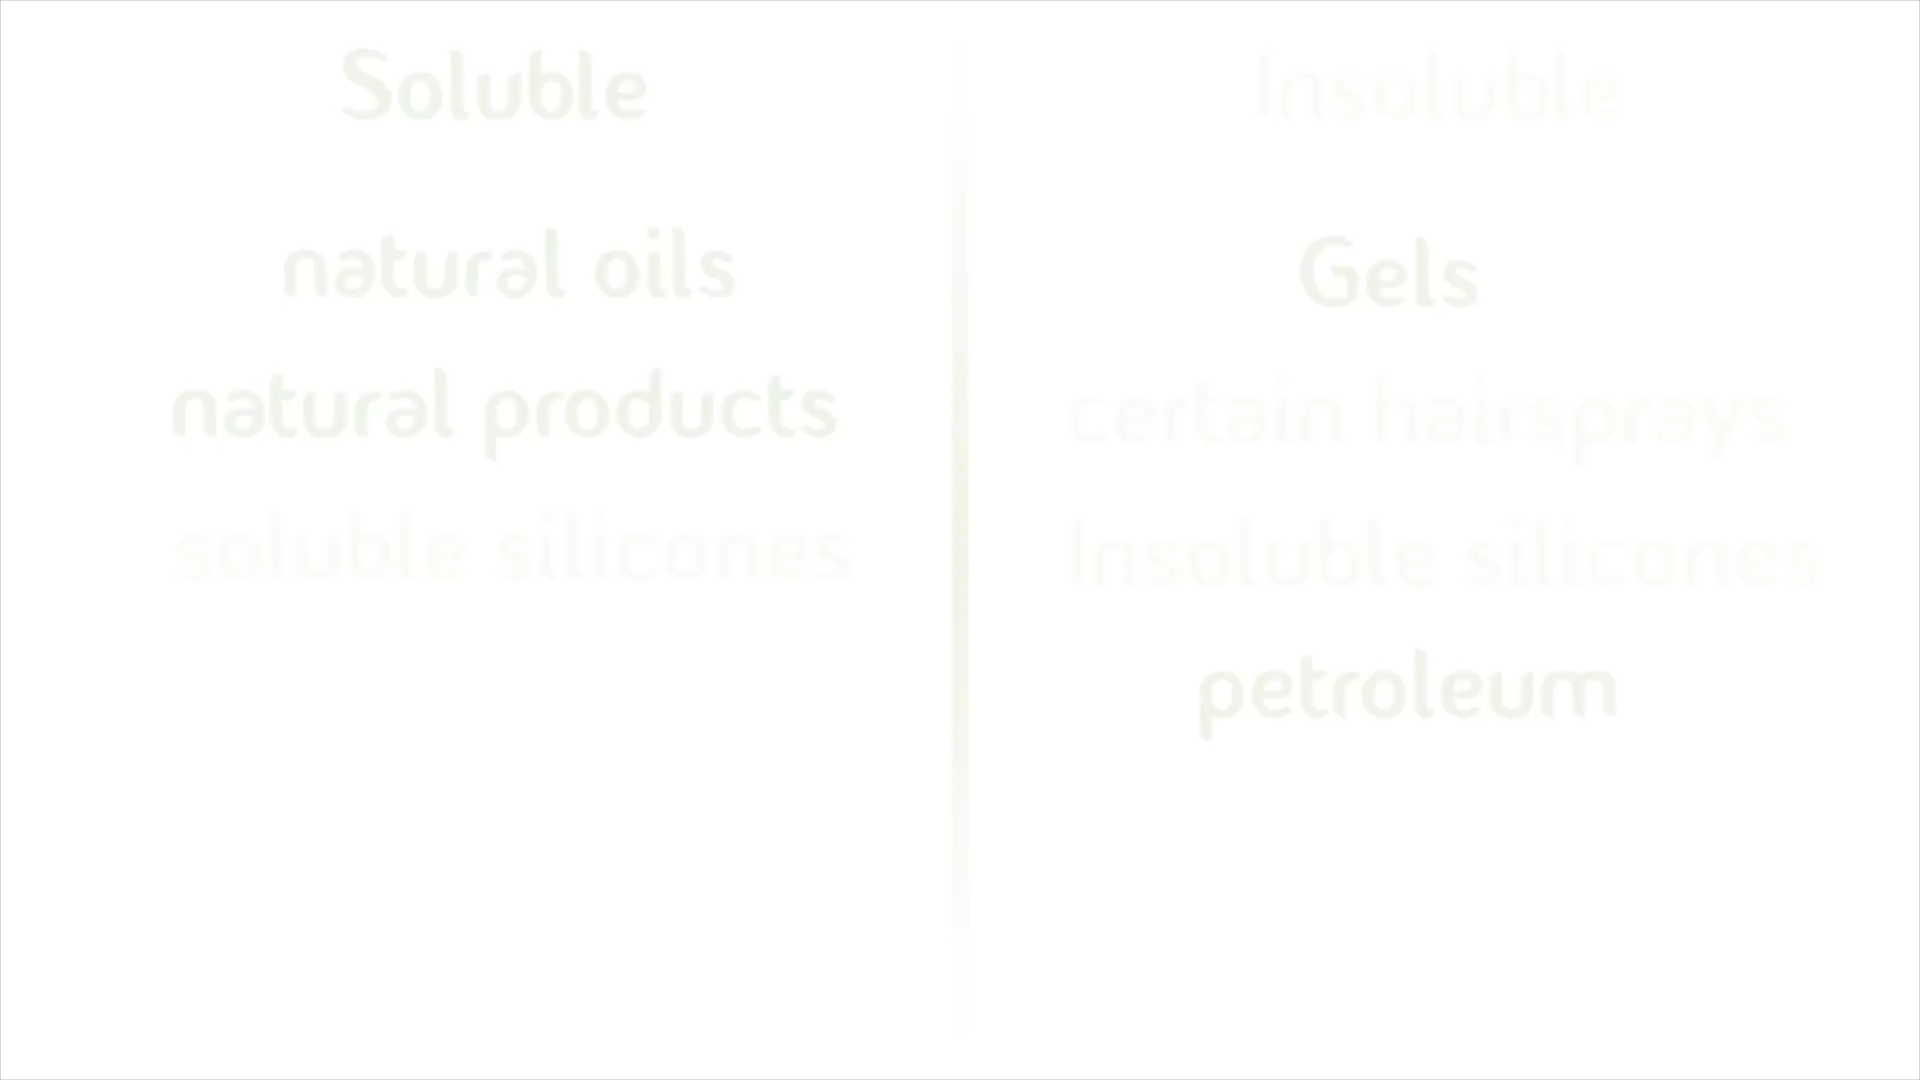 Soluble
natural oils
natural products
soluble silicones
Insoluble
Gels
certain hairsprays
Insoluble silicones
petroleum